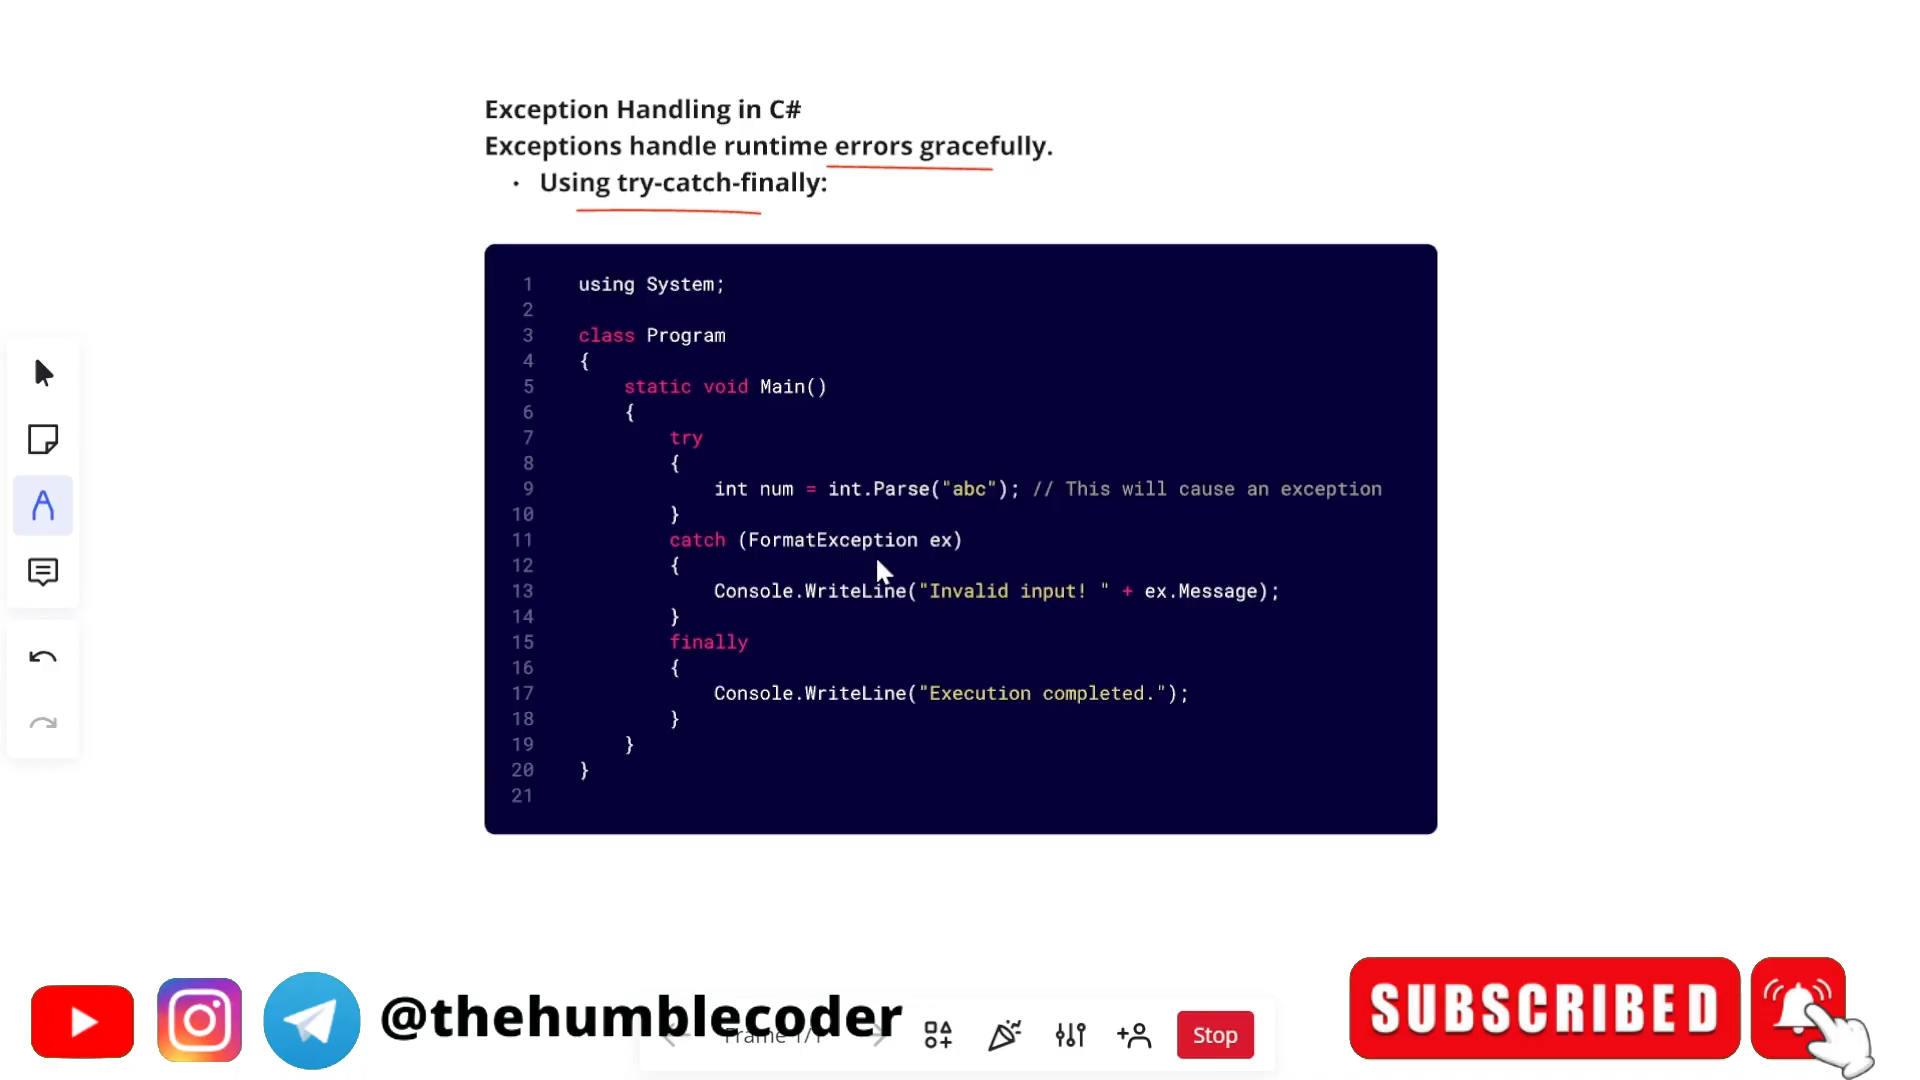 Exception Handling in C#
Exceptions handle runtime errors gracefully.
· Using try-catch-finally:
1 using System;
2
3 class Program
4 {
5 static void Main()
6 {
7 try
8 {
9 int num = int.Parse("abc"); // This will cause an exception
10 }
11 catch (FormatException ex)
12 {
13 Console.WriteLine("Invalid input! " + ex.Message);
14 }
15 finally
16 {
17 Console.WriteLine("Execution completed.");
18 }
19 }
20 }
21
@thehumblecoder
Frame 1/1
Stop
SUBSCRIBED